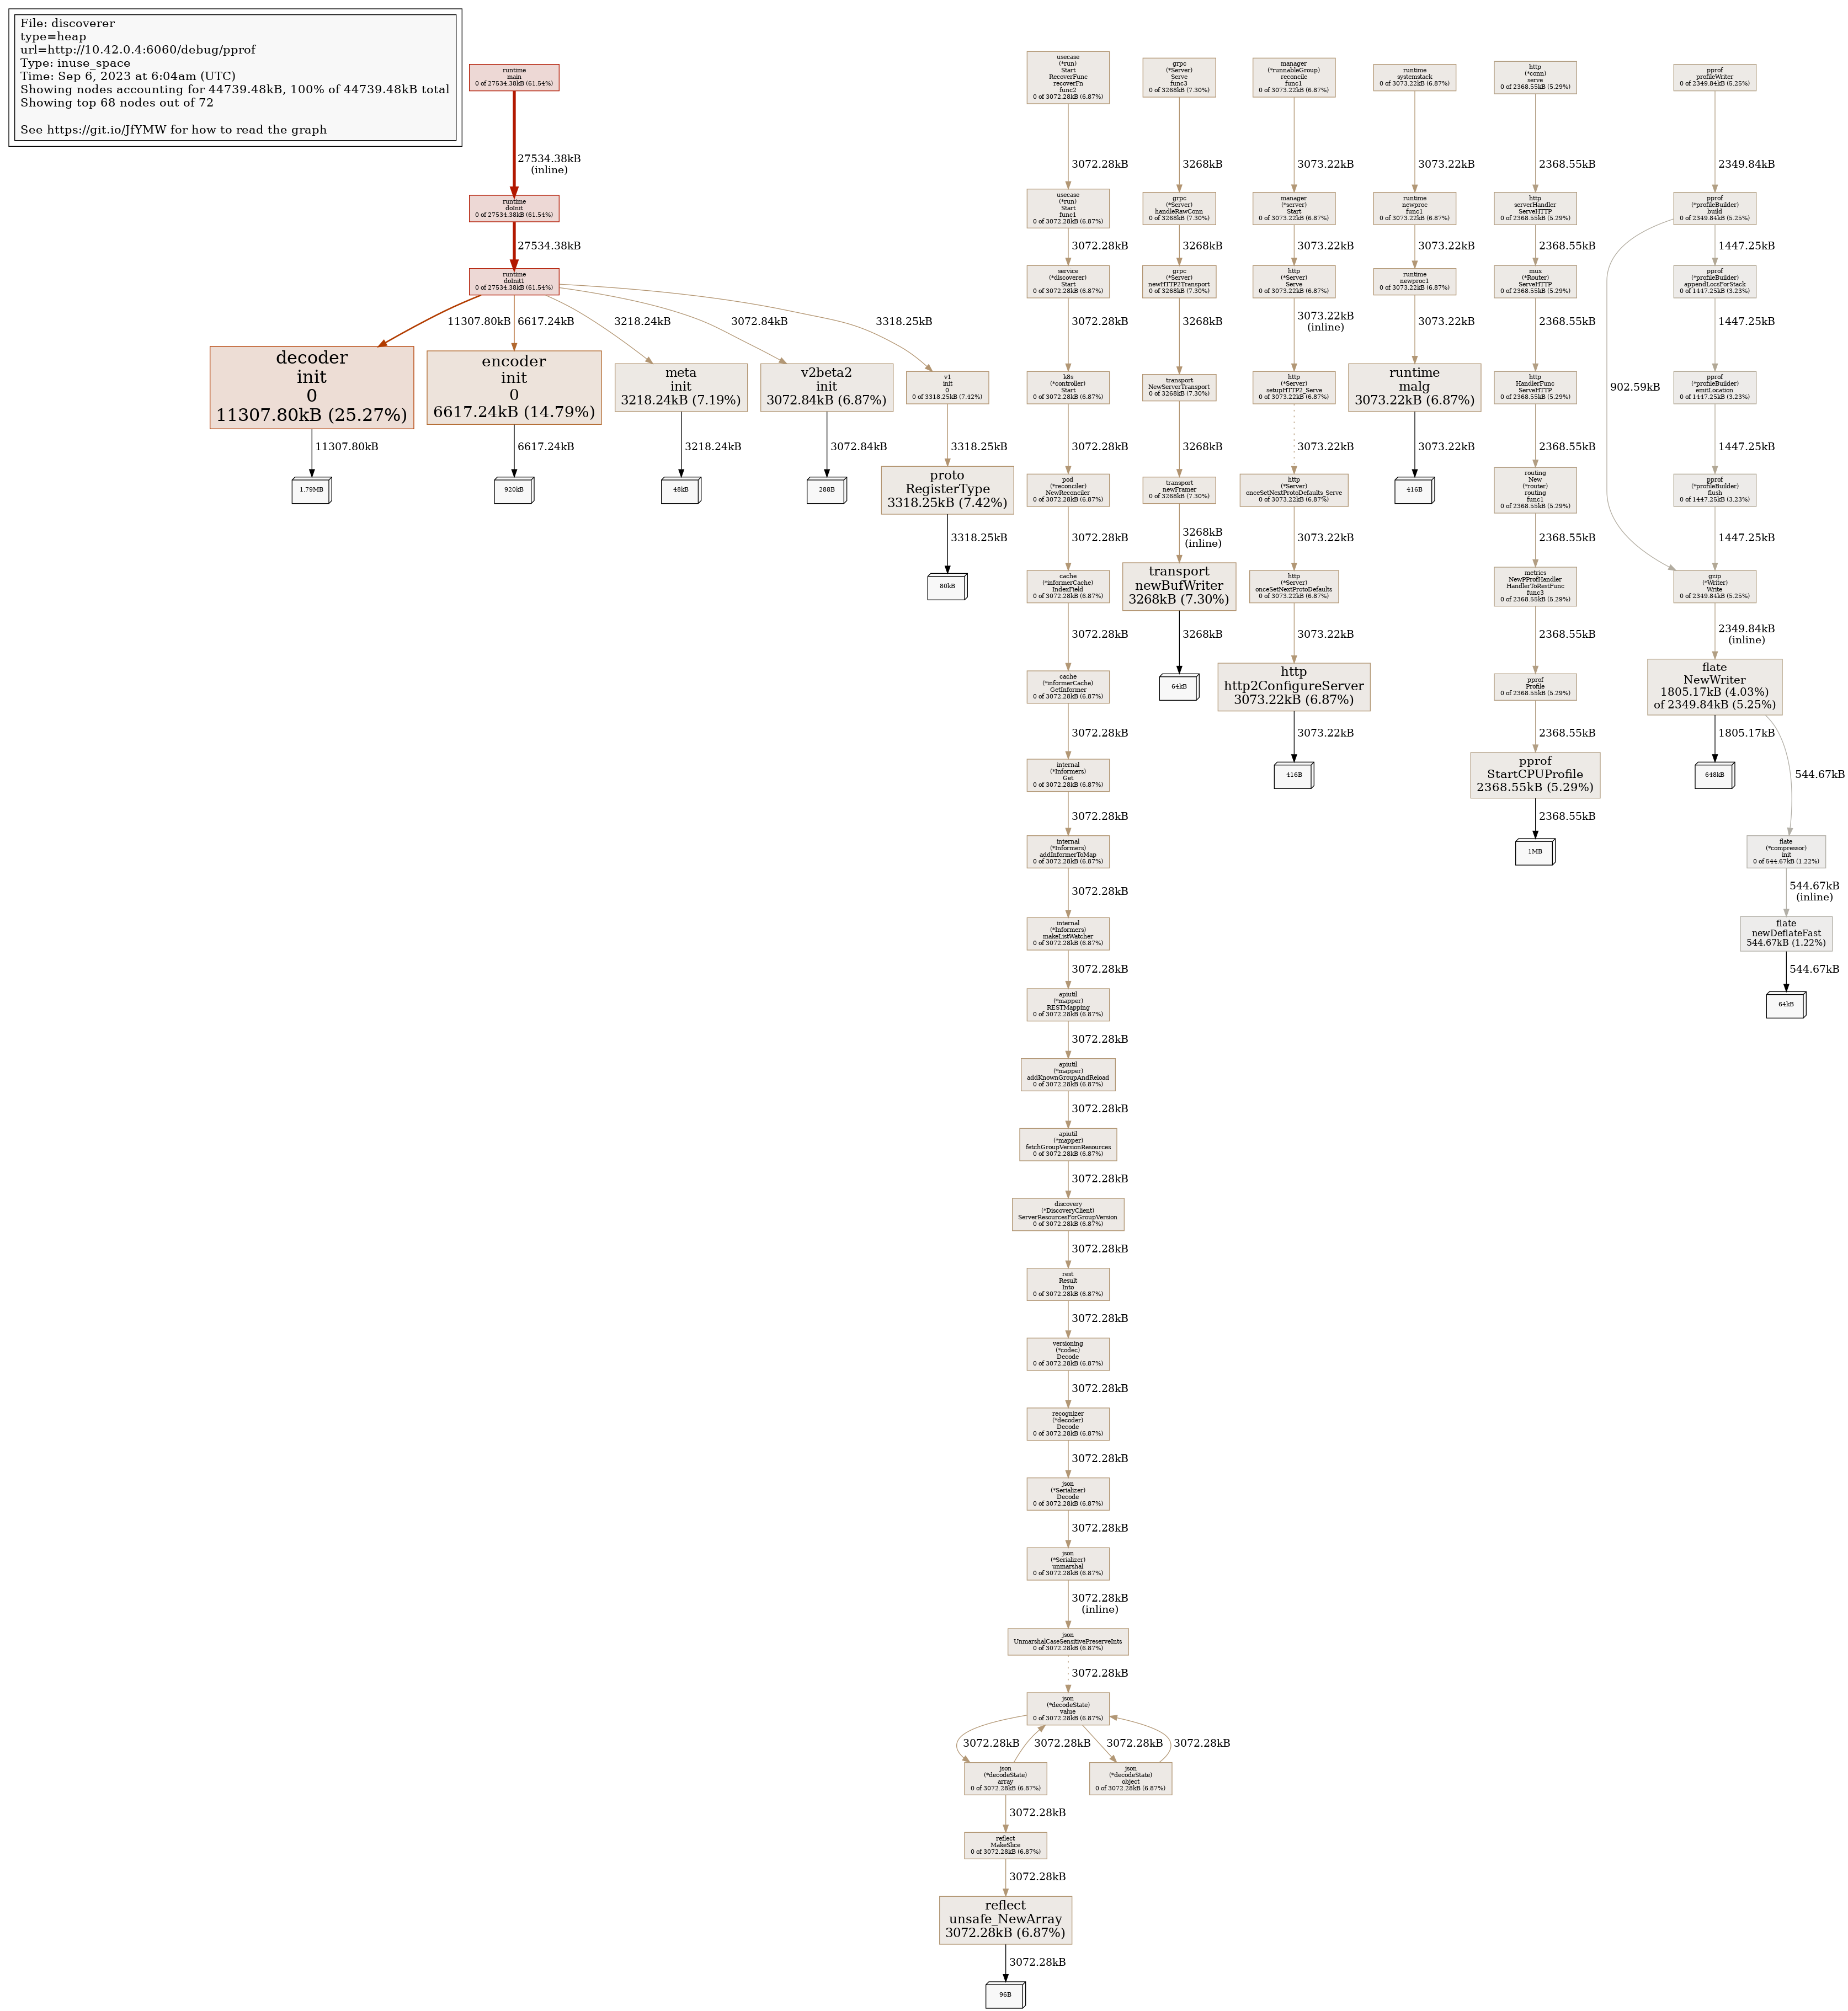 File: discoverer
type=heap
url=http://10.42.0.4:6060/debug/pprof
Type: inuse_space
Time: Sep 6, 2023 at 6:04am (UTC)
Showing nodes accounting for 44739.48kB, 100% of 44739.48kB total
Showing top 68 nodes out of 72
See https://git.io/JfYMW for how to read the graph
runtime
main
0 of 27534.38kB (61.54%)
27534.38kB
(inline)
runtime
doInit
0 of 27534.38kB (61.54%)
27534.38kB
runtime
doInit1
0 of 27534.38kB (61.54%)
11307.80kB
6617.24kB
3218.24kB
3072.84kB
3318.25kB
decoder
init
0
11307.80kB (25.27%)
11307.80kB
1.79MB
encoder
init
0
6617.24kB (14.79%)
6617.24kB
920kB
meta
init
3218.24kB (7.19%)
3218.24kB
48kB
v2beta2
init
3072.84kB (6.87%)
3072.84kB
288B
v1
init
0
0 of 3318.25kB (7.42%)
3318.25kB
proto
RegisterType
3318.25kB (7.42%)
3318.25kB
80kB
usecase
(*run)
Start
RecoverFunc
recoverFn
func2
0 of 3072.28kB (6.87%)
3072.28kB
usecase
(*run)
Start
func1
0 of 3072.28kB (6.87%)
3072.28kB
service
(*discoverer)
Start
0 of 3072.28kB (6.87%)
3072.28kB
k8s
(*controller)
Start
0 of 3072.28kB (6.87%)
3072.28kB
pod
(*reconciler)
NewReconciler
0 of 3072.28kB (6.87%)
3072.28kB
cache
(*informerCache)
IndexField
0 of 3072.28kB (6.87%)
3072.28kB
cache
(*informerCache)
GetInformer
0 of 3072.28kB (6.87%)
3072.28kB
internal
(*Informers)
Get
0 of 3072.28kB (6.87%)
3072.28kB
internal
(*Informers)
addInformerToMap
0 of 3072.28kB (6.87%)
3072.28kB
internal
(*Informers)
makeListWatcher
0 of 3072.28kB (6.87%)
3072.28kB
apiutil
(*mapper)
RESTMapping
0 of 3072.28kB (6.87%)
3072.28kB
apiutil
(*mapper)
addKnownGroupAndReload
0 of 3072.28kB (6.87%)
3072.28kB
apiutil
(*mapper)
fetchGroupVersionResources
0 of 3072.28kB (6.87%)
3072.28kB
discovery
(*DiscoveryClient)
ServerResourcesForGroupVersion
0 of 3072.28kB (6.87%)
3072.28kB
rest
Result
Into
0 of 3072.28kB (6.87%)
3072.28kB
versioning
(*codec)
Decode
0 of 3072.28kB (6.87%)
3072.28kB
recognizer
(*decoder)
Decode
0 of 3072.28kB (6.87%)
3072.28kB
json
(*Serializer)
Decode
0 of 3072.28kB (6.87%)
3072.28kB
json
(*Serializer)
unmarshal
0 of 3072.28kB (6.87%)
3072.28kB
(inline)
json
UnmarshalCaseSensitivePreserveInts
0 of 3072.28kB (6.87%)
3072.28kB
json
(*decodeState)
value
0 of 3072.28kB (6.87%)
3072.28kB
3072.28kB
3072.28kB
3072.28kB
json
(*decodeState)
array
0 of 3072.28kB (6.87%)
json
(*decodeState)
object
0 of 3072.28kB (6.87%)
3072.28kB
reflect
MakeSlice
0 of 3072.28kB (6.87%)
3072.28kB
reflect
unsafe_NewArray
3072.28kB (6.87%)
3072.28kB
96B
grpc
(*Server)
Serve
func3
0 of 3268kB (7.30%)
3268kB
grpc
(*Server)
handleRawConn
0 of 3268kB (7.30%)
3268kB
grpc
(*Server)
newHTTP2Transport
0 of 3268kB (7.30%)
3268kB
transport
NewServerTransport
0 of 3268kB (7.30%)
3268kB
transport
newFramer
0 of 3268kB (7.30%)
3268kB
(inline)
transport
newBufWriter
3268kB (7.30%)
3268kB
64kB
manager
(*runnableGroup)
reconcile
func1
0 of 3073.22kB (6.87%)
3073.22kB
manager
(*server)
Start
0 of 3073.22kB (6.87%)
3073.22kB
http
(*Server)
Serve
0 of 3073.22kB (6.87%)
3073.22kB
(inline)
http
(*Server)
setupHTTP2_Serve
0 of 3073.22kB (6.87%)
3073.22kB
http
(*Server)
onceSetNextProtoDefaults_Serve
0 of 3073.22kB (6.87%)
3073.22kB
http
(*Server)
onceSetNextProtoDefaults
0 of 3073.22kB (6.87%)
3073.22kB
http
http2ConfigureServer
3073.22kB (6.87%)
3073.22kB
416B
runtime
systemstack
0 of 3073.22kB (6.87%)
3073.22kB
runtime
newproc
func1
0 of 3073.22kB (6.87%)
3073.22kB
runtime
newproc1
0 of 3073.22kB (6.87%)
3073.22kB
runtime
malg
3073.22kB (6.87%)
3073.22kB
416B
http
(*conn)
serve
0 of 2368.55kB (5.29%)
2368.55kB
http
serverHandler
ServeHTTP
0 of 2368.55kB (5.29%)
2368.55kB
mux
(*Router)
ServeHTTP
0 of 2368.55kB (5.29%)
2368.55kB
http
HandlerFunc
ServeHTTP
0 of 2368.55kB (5.29%)
2368.55kB
routing
New
(*router)
routing
func1
0 of 2368.55kB (5.29%)
2368.55kB
metrics
NewPProfHandler
HandlerToRestFunc
func3
0 of 2368.55kB (5.29%)
2368.55kB
pprof
Profile
0 of 2368.55kB (5.29%)
2368.55kB
pprof
StartCPUProfile
2368.55kB (5.29%)
2368.55kB
1MB
pprof
profileWriter
0 of 2349.84kB (5.25%)
2349.84kB
pprof
(*profileBuilder)
build
0 of 2349.84kB (5.25%)
902.59kB
1447.25kB
pprof
(*profileBuilder)
appendLocsForStack
0 of 1447.25kB (3.23%)
1447.25kB
pprof
(*profileBuilder)
emitLocation
0 of 1447.25kB (3.23%)
1447.25kB
pprof
(*profileBuilder)
flush
0 of 1447.25kB (3.23%)
1447.25kB
gzip
(*Writer)
Write
0 of 2349.84kB (5.25%)
2349.84kB
(inline)
flate
NewWriter
1805.17kB (4.03%)
of 2349.84kB (5.25%)
1805.17kB
648kB
544.67kB
flate
(*compressor)
init
0 of 544.67kB (1.22%)
544.67kB
(inline)
flate
newDeflateFast
544.67kB (1.22%)
544.67kB
64kB